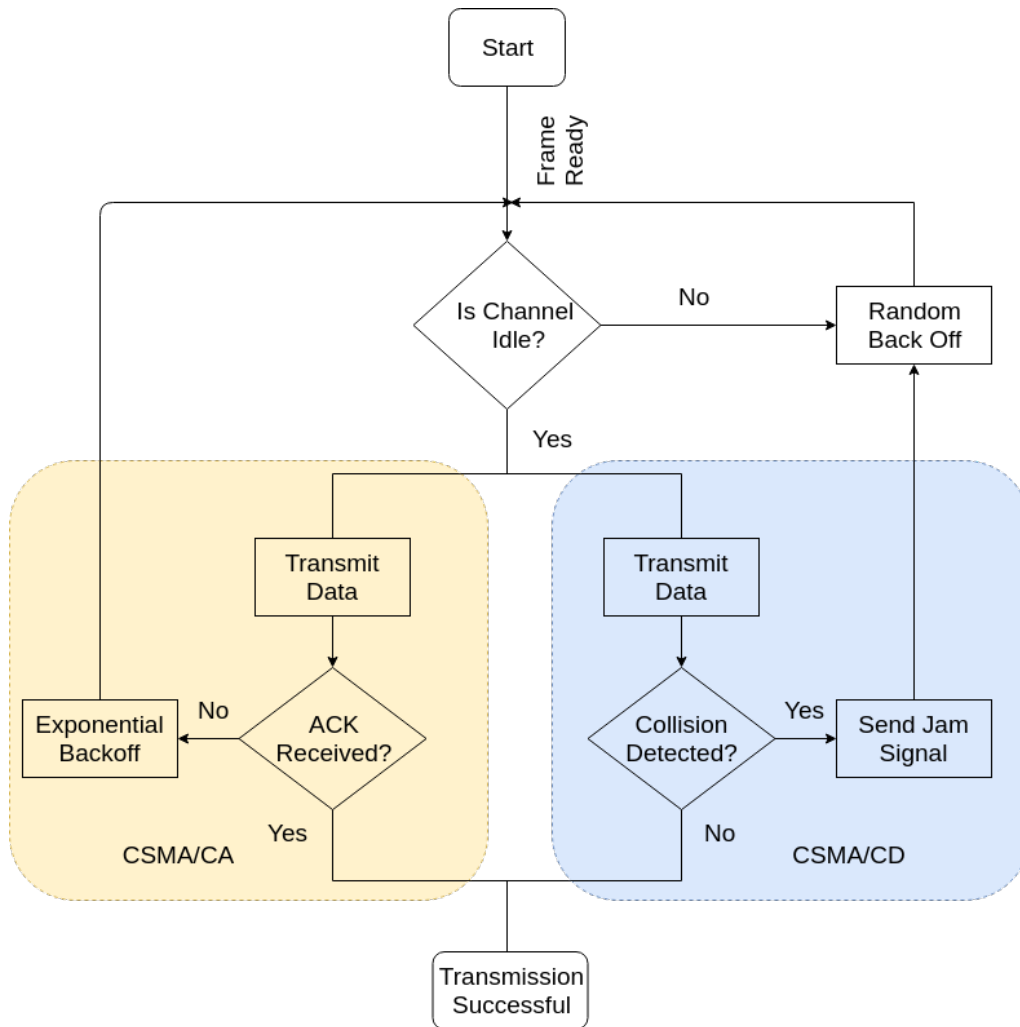 Start
Frame
Ready
Is Channel
Idle?
No
Random
Back Off
Yes
Transmit
Data
Transmit
Data
Exponential
Backoff
No
ACK
Received?
Collision
Detected?
Yes
Send Jam
Signal
Yes
No
CSMA/CA
CSMA/CD
Transmission
Successful